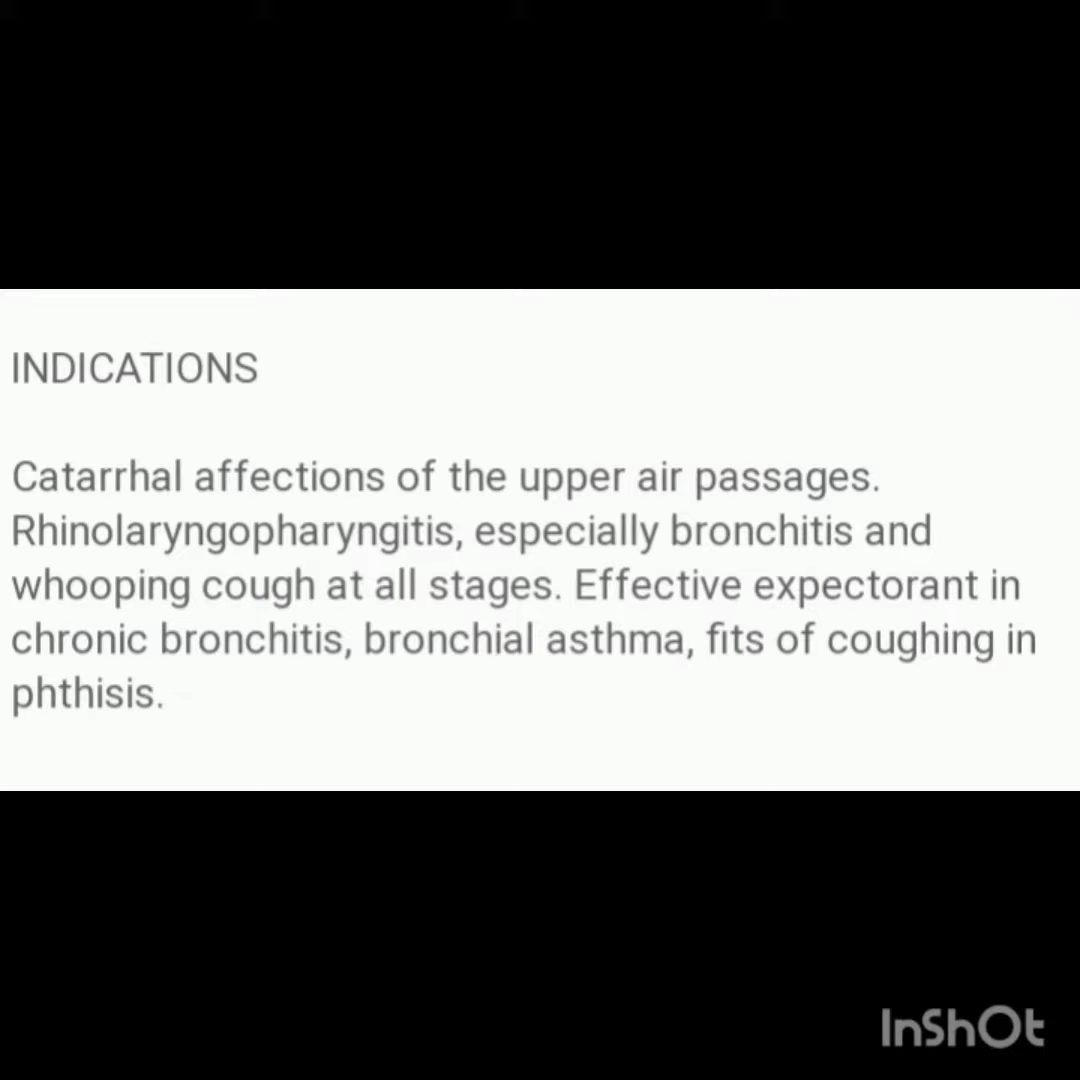 INDICATIONS
Catarrhal affections of the upper air passages.
Rhinolaryngopharyngitis, especially bronchitis and
whooping cough at all stages. Effective expectorant in
chronic bronchitis, bronchial asthma, fits of coughing in
phthisis.
InShOt